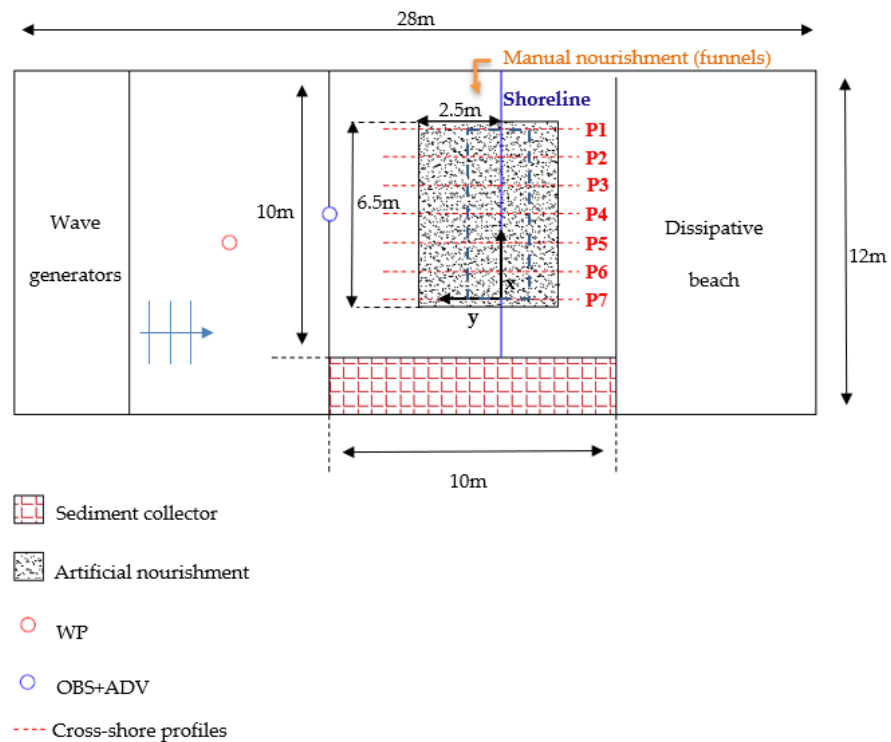 28m
Manual nourishment (funnels)
Shoreline
2.5m
P1
P2
P3
P4
P5
P6
P7
10m
6.5m
Wave
generators
Dissipative
beach
12m
x
y
10m
Sediment collector
Artificial nourishment
WP
OBS+ADV
Cross-shore profiles